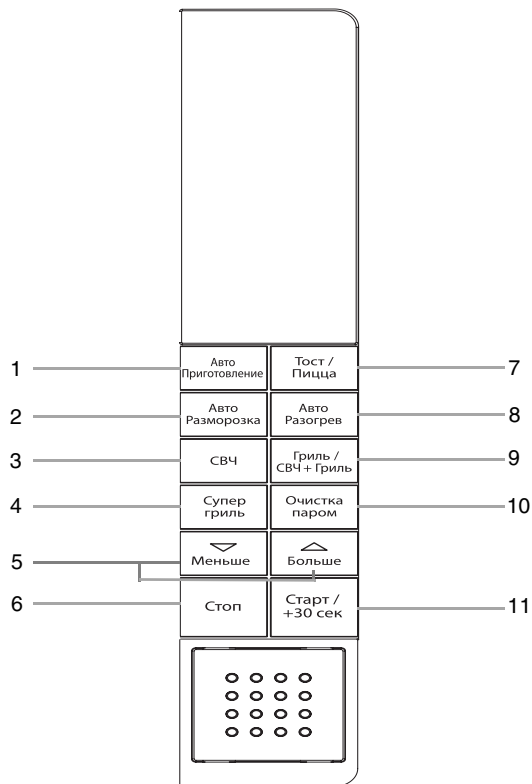 1
Авто
Приготовление
Тост /
Пицца
7
2
Авто
Разморозка
Авто
Разогрев
8
3
СВЧ
Гриль /
СВЧ + Гриль
9
4
Супер
гриль
Очистка
паром
10
5
Меньше
Больше
6
Стоп
Старт /
+30 сек
11